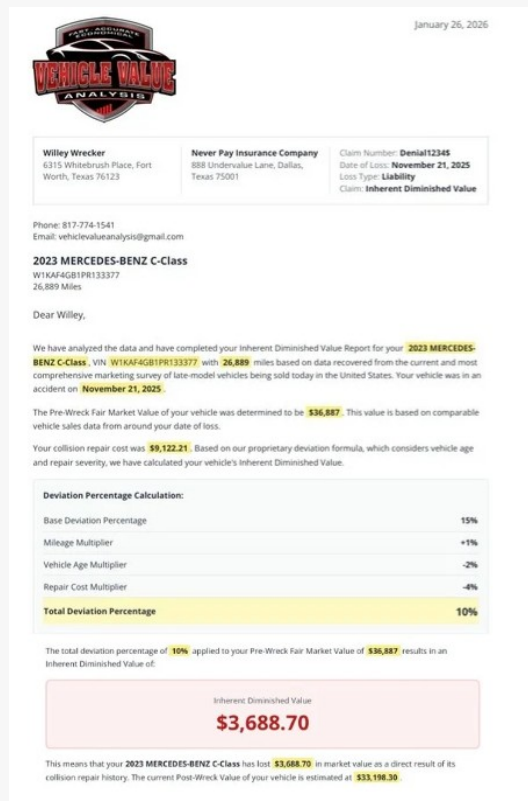 January 26, 2026
FAST ACCURATE
ECONOMICAL
VEHICLE VALUE
ANALYSIS
Willey Wrecker
6315 Whitebrush Place, Fort
Worth, Texas 76123
Never Pay Insurance Company
888 Undervalue Lane, Dallas,
Texas 75001
Claim Number: Denial1234$
Date of Loss: November 21, 2025
Loss Type: Liability
Claim: Inherent Diminished Value
Phone: 817-774-1541
Email: vehiclevalueanalysis@gmail.com
2023 MERCEDES-BENZ C-Class
W1KAF4GB1PR133377
26,889 Miles
Dear Willey,
We have analyzed the data and have completed your Inherent Diminished Value Report for your 2023 MERCEDES-
BENZ C-Class , VIN W1KAF4GB1PR133377 with 26,889 miles based on data recovered from the current and most
comprehensive marketing survey of late-model vehicles being sold today in the United States. Your vehicle was in an
accident on November 21, 2025 .
The Pre-Wreck Fair Market Value of your vehicle was determined to be $36,887 . This value is based on comparable
vehicle sales data from around your date of loss.
Your collision repair cost was $9,122.21 . Based on our proprietary deviation formula, which considers vehicle age
and repair severity, we have calculated your vehicle's Inherent Diminished Value.
Deviation Percentage Calculation:
Base Deviation Percentage 15%
Mileage Multiplier +1%
Vehicle Age Multiplier -2%
Repair Cost Multiplier -4%
Total Deviation Percentage 10%
The total deviation percentage of 10% applied to your Pre-Wreck Fair Market Value of $36,887 results in an
Inherent Diminished Value of:
Inherent Diminished Value
$3,688.70
This means that your 2023 MERCEDES-BENZ C-Class has lost $3,688.70 in market value as a direct result of its
collision repair history. The current Post-Wreck Value of your vehicle is estimated at $33,198.30 .